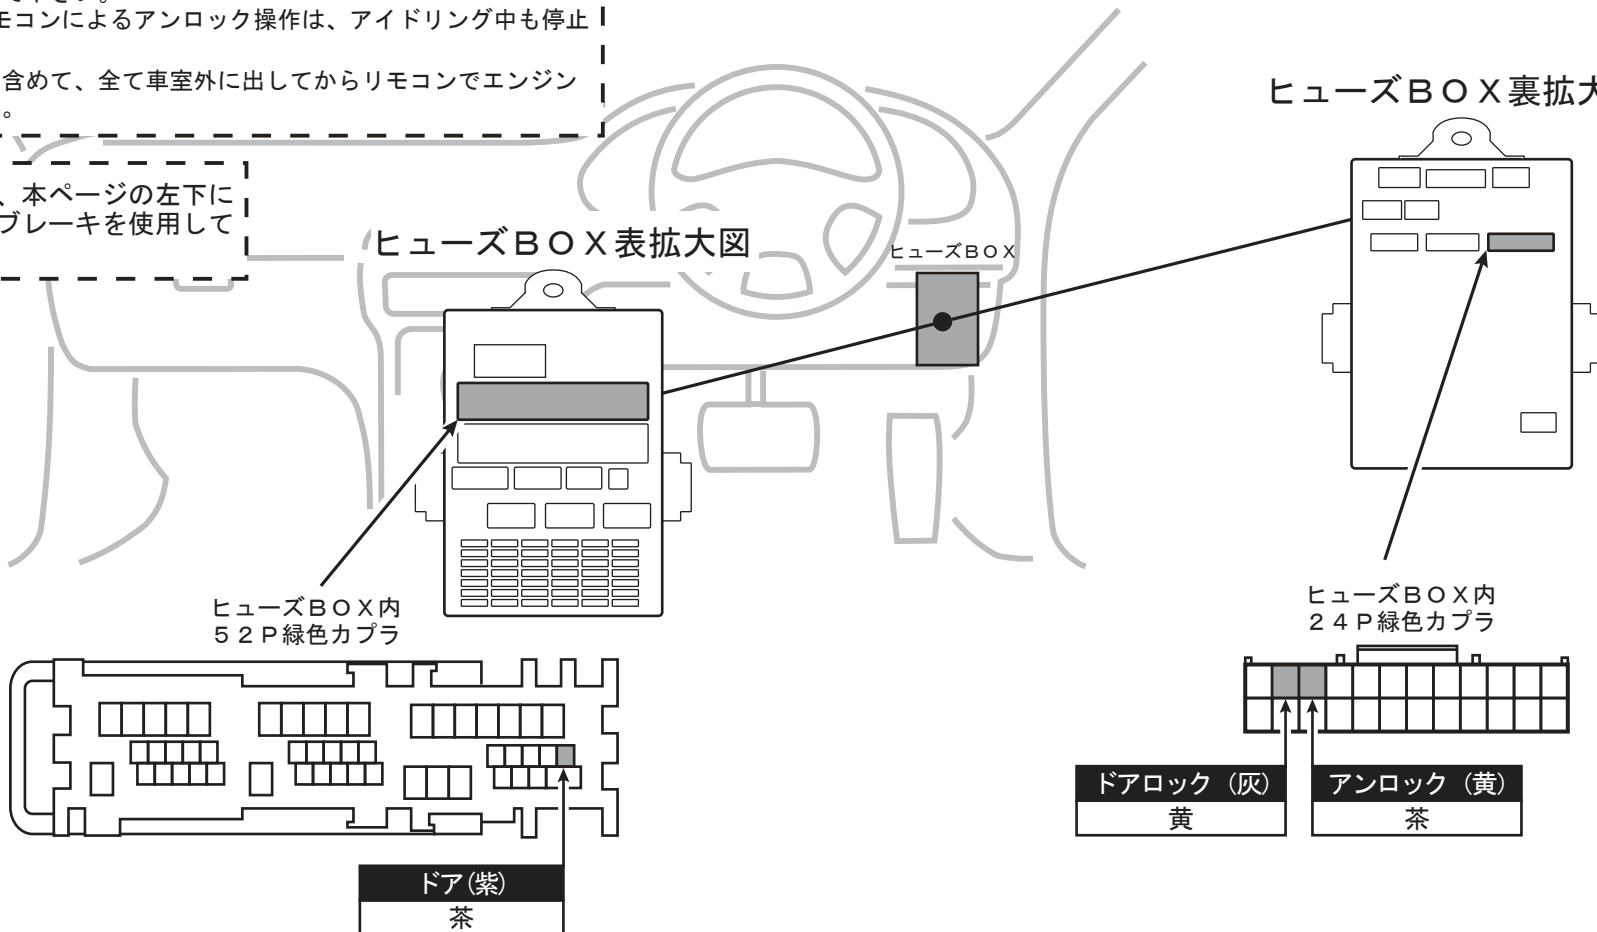 モコンによるアンロック操作は、アイドリング中も停止
含めて、全て車室外に出してからリモコンでエンジン
。
、本ページの左下に
ブレーキを使用して
ヒューズＢＯＸ表拡大図
ヒューズＢＯＸ
ヒューズＢＯＸ裏拡大
ヒューズＢＯＸ内
５２Ｐ緑色カプラ
ヒューズＢＯＸ内
２４Ｐ緑色カプラ
ドアロック（灰）
黄
アンロック（黄）
茶
ドア(紫)
茶